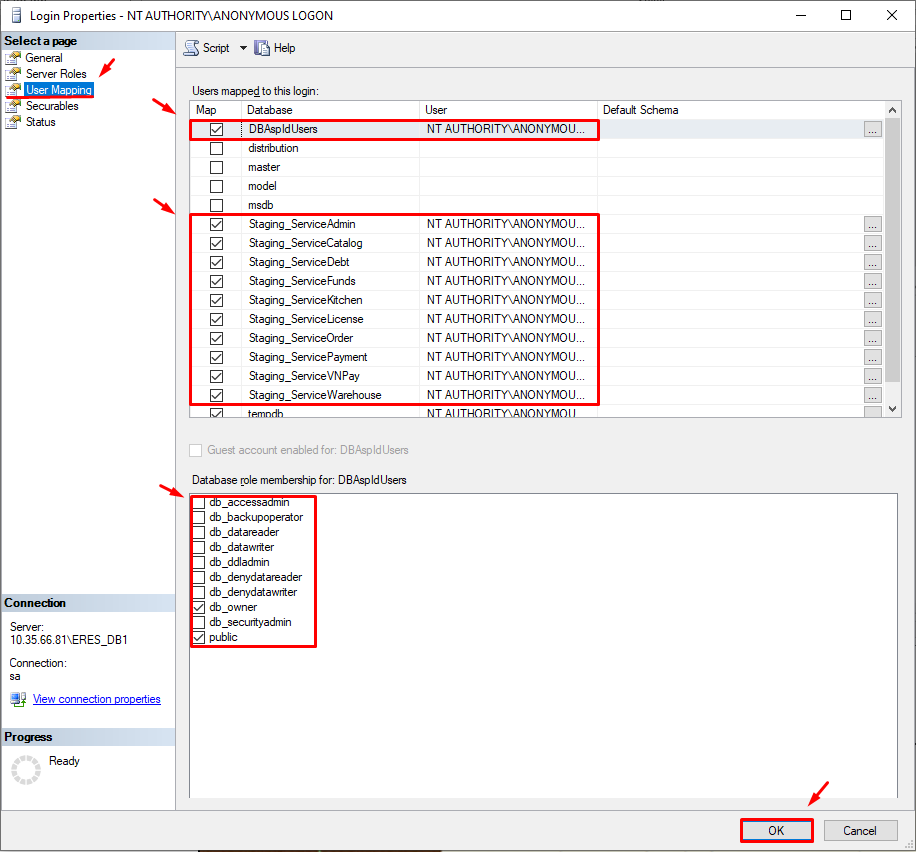 Login Properties - NT AUTHORITY\ANONYMOUS LOGON
Select a page
General
Server Roles
User Mapping
Securables
Status
Script Help
Users mapped to this login:
Map Database User Default Schema
DBAspIdUsers NT AUTHORITY\ANONYMOU... ...
distribution
master
model
msdb
Staging_ServiceAdmin NT AUTHORITY\ANONYMOU... ...
Staging_ServiceCatalog NT AUTHORITY\ANONYMOU... ...
Staging_ServiceDebt NT AUTHORITY\ANONYMOU... ...
Staging_ServiceFunds NT AUTHORITY\ANONYMOU... ...
Staging_ServiceKitchen NT AUTHORITY\ANONYMOU... ...
Staging_ServiceLicense NT AUTHORITY\ANONYMOU... ...
Staging_ServiceOrder NT AUTHORITY\ANONYMOU... ...
Staging_ServicePayment NT AUTHORITY\ANONYMOU... ...
Staging_ServiceVNPay NT AUTHORITY\ANONYMOU... ...
Staging_ServiceWarehouse NT AUTHORITY\ANONYMOU... ...
tempdb NT AUTHORITY\ANONYMOU
Guest account enabled for: DBAspIdUsers
Database role membership for: DBAspIdUsers
db_accessadmin
db_backupoperator
db_datareader
db_datawriter
db_ddladmin
db_denydatareader
db_denydatawriter
db_owner
db_securityadmin
public
Connection
Server:
10.35.66.81\ERES_DB1
Connection:
sa
View connection properties
Progress
Ready
OK Cancel